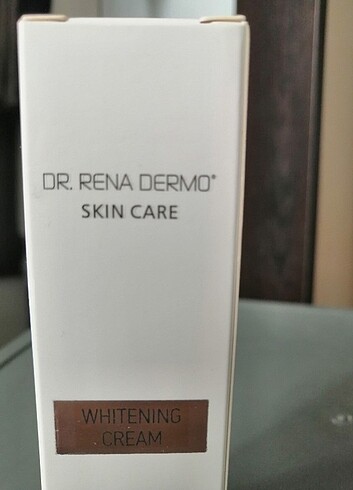 DR. RENA DERMO®
SKIN CARE
WHITENING
CREAM